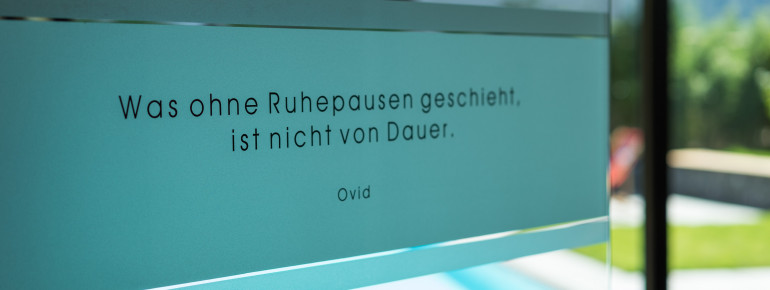 Was ohne Ruhepausen geschieht,
ist nicht von Dauer.
Ovid